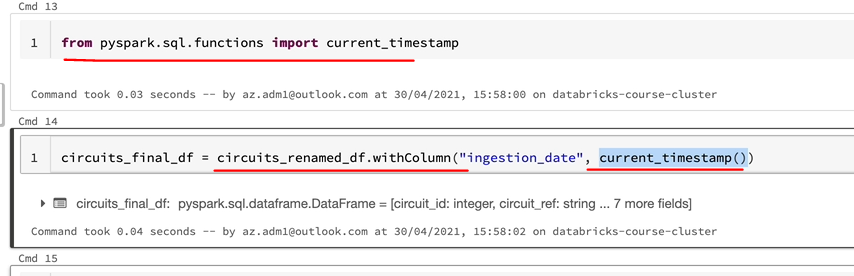 Cmd 13
1 from pyspark.sql.functions import current_timestamp
Command took 0.03 seconds -- by az.adm1@outlook.com at 30/04/2021, 15:58:00 on databricks-course-cluster
Cmd 14
1 circuits_final_df = circuits_renamed_df.withColumn("ingestion_date", current_timestamp())
circuits_final_df: pyspark.sql.dataframe.DataFrame = [circuit_id: integer, circuit_ref: string ... 7 more fields]
Command took 0.04 seconds -- by az.adm1@outlook.com at 30/04/2021, 15:58:02 on databricks-course-cluster
Cmd 15